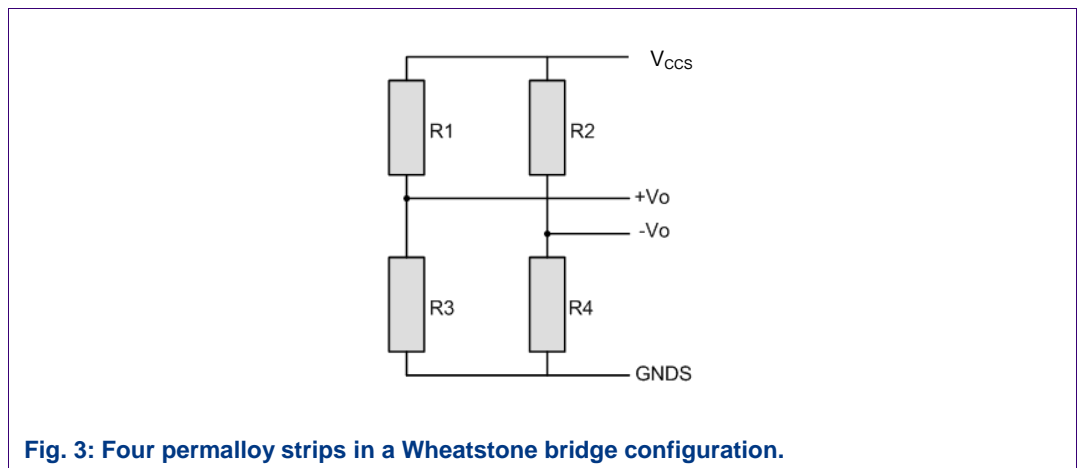 VCCS
R1
R2
+Vo
-Vo
R3
R4
GNDS
Fig. 3: Four permalloy strips in a Wheatstone bridge configuration.